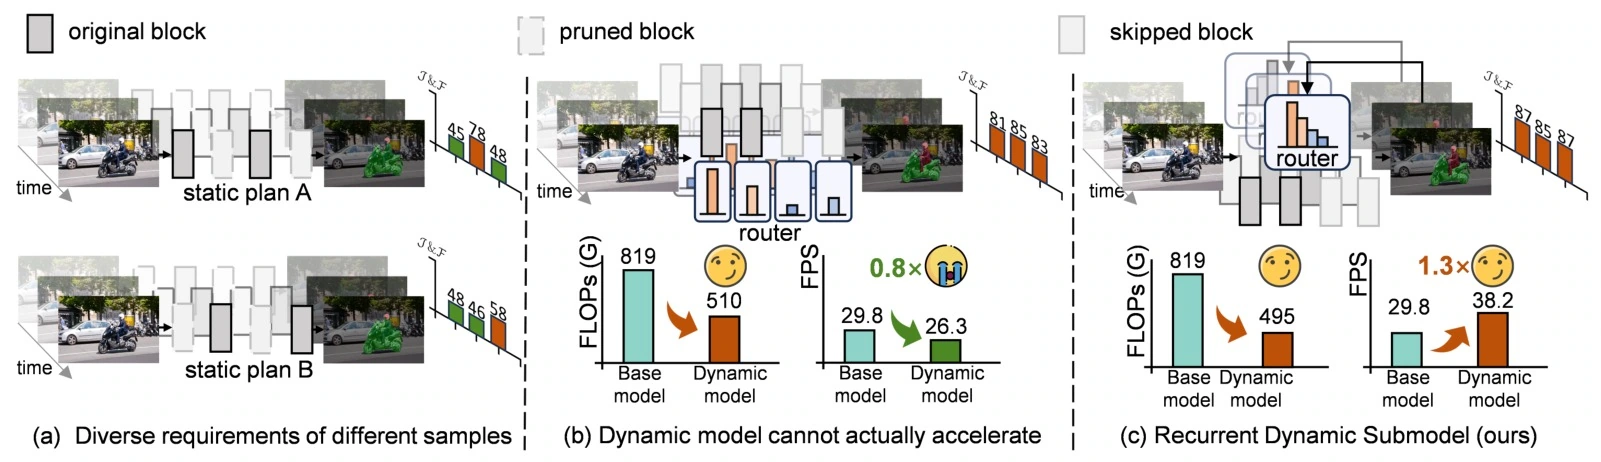 original block
pruned block
skipped block
J&F
45 78 48
time
static plan A
J&F
48 46 58
time
static plan B
(a) Diverse requirements of different samples
J&F
81 85 83
time
router
FLOPs (G)
819
510
Base model
Dynamic model
FPS
0.8×
29.8
26.3
Base model
Dynamic model
(b) Dynamic model cannot actually accelerate
J&F
87 85 87
time
router
FLOPs (G)
819
495
Base model
Dynamic model
FPS
1.3×
29.8
38.2
Base model
Dynamic model
(c) Recurrent Dynamic Submodel (ours)